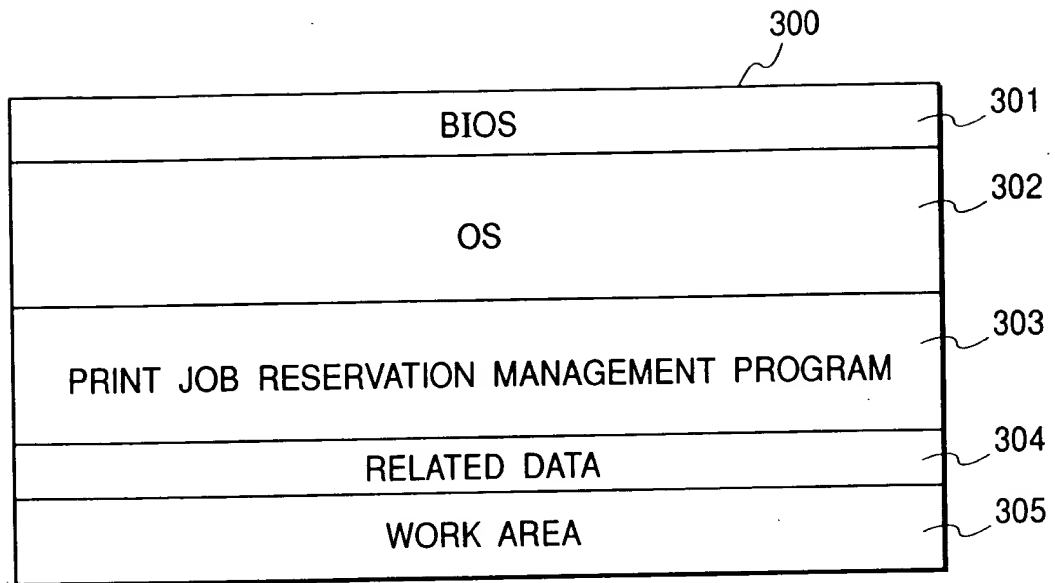 300
BIOS
301
OS
302
PRINT JOB RESERVATION MANAGEMENT PROGRAM
303
RELATED DATA
304
WORK AREA
305